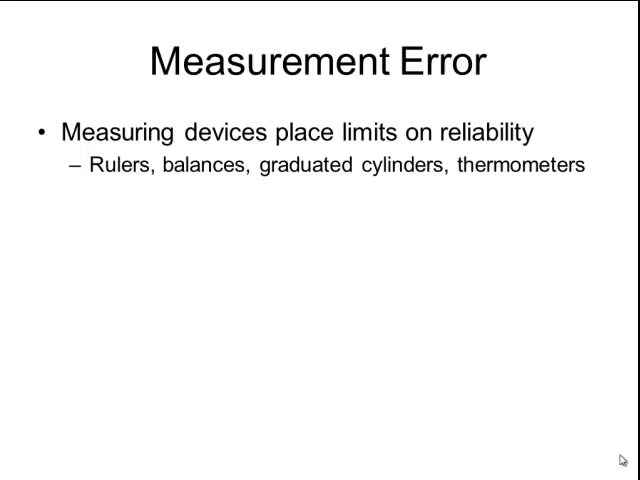 Measurement Error
• Measuring devices place limits on reliability
– Rulers, balances, graduated cylinders, thermometers